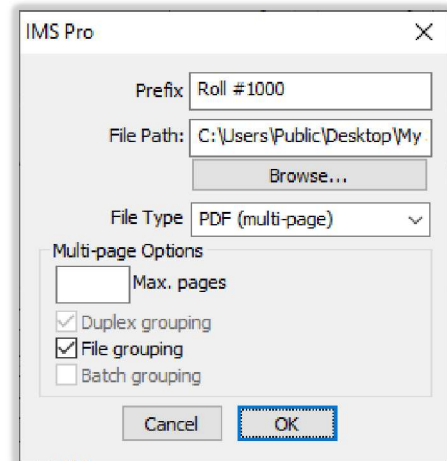 IMS Pro
Prefix Roll #1000
File Path: C:\Users\Public\Desktop\My
Browse...
File Type PDF (multi-page)
Multi-page Options
Max. pages
Duplex grouping
File grouping
Batch grouping
Cancel OK